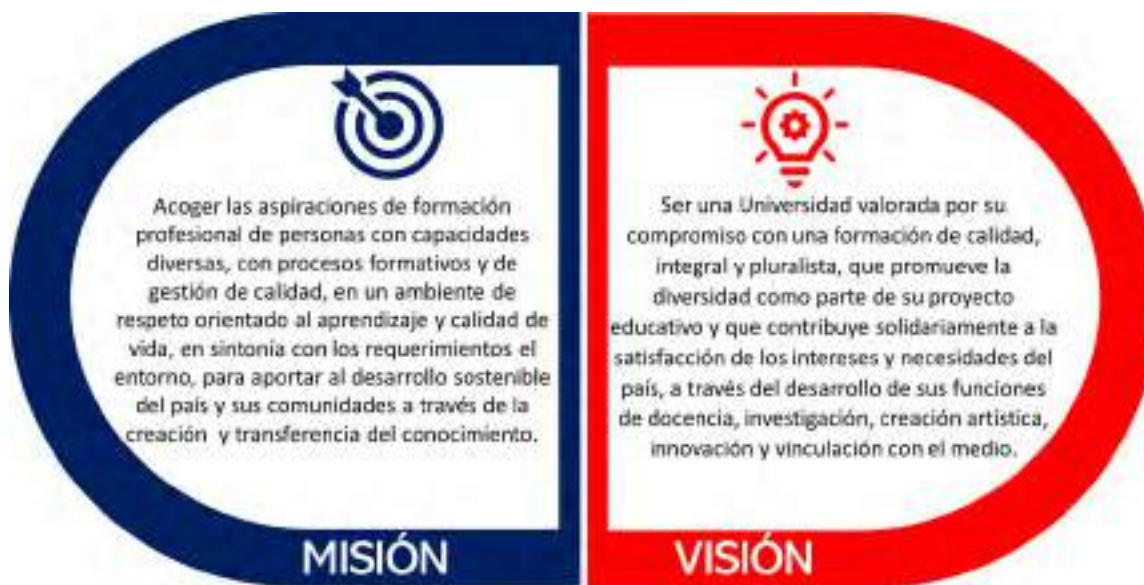 Acoger las aspiraciones de formación
profesional de personas con capacidades
diversas, con procesos formativos y de
gestión de calidad, en un ambiente de
respeto orientado al aprendizaje y calidad de
vida, en sintonía con los requerimientos el
entorno, para aportar al desarrollo sostenible
del país y sus comunidades a través de la
creación y transferencia del conocimiento.
MISIÓN
Ser una Universidad valorada por su
compromiso con una formación de calidad,
integral y pluralista, que promueve la
diversidad como parte de su proyecto
educativo y que contribuye solidariamente a la
satisfacción de los intereses y necesidades del
país, a través del desarrollo de sus funciones
de docencia, investigación, creación artística,
innovación y vinculación con el medio.
VISIÓN